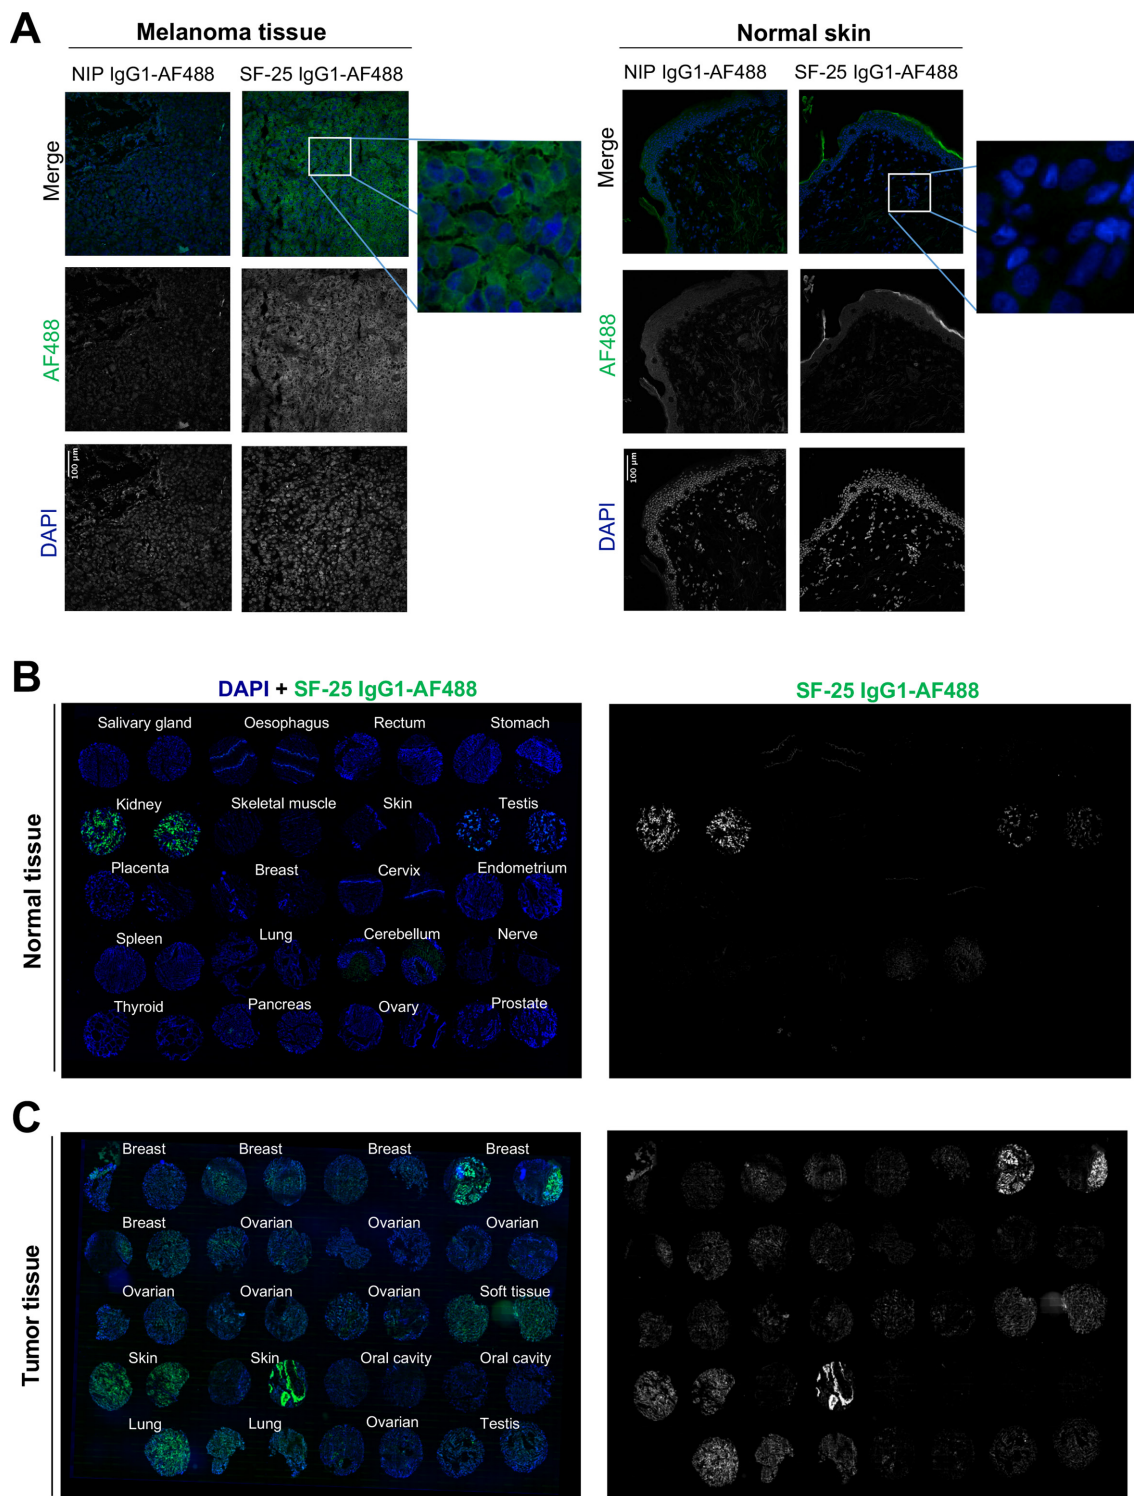 A
Melanoma tissue
Normal skin
NIP IgG1-AF488
SF-25 IgG1-AF488
NIP IgG1-AF488
SF-25 IgG1-AF488
Merge
Merge
AF488
AF488
DAPI
100 µm
DAPI
100 µm
B
DAPI + SF-25 IgG1-AF488
SF-25 IgG1-AF488
Normal tissue
Salivary gland
Oesophagus
Rectum
Stomach
Kidney
Skeletal muscle
Skin
Testis
Placenta
Breast
Cervix
Endometrium
Spleen
Lung
Cerebellum
Nerve
Thyroid
Pancreas
Ovary
Prostate
C
Tumor tissue
Breast
Breast
Breast
Breast
Breast
Ovarian
Ovarian
Ovarian
Ovarian
Ovarian
Ovarian
Soft tissue
Skin
Skin
Oral cavity
Oral cavity
Lung
Lung
Ovarian
Testis